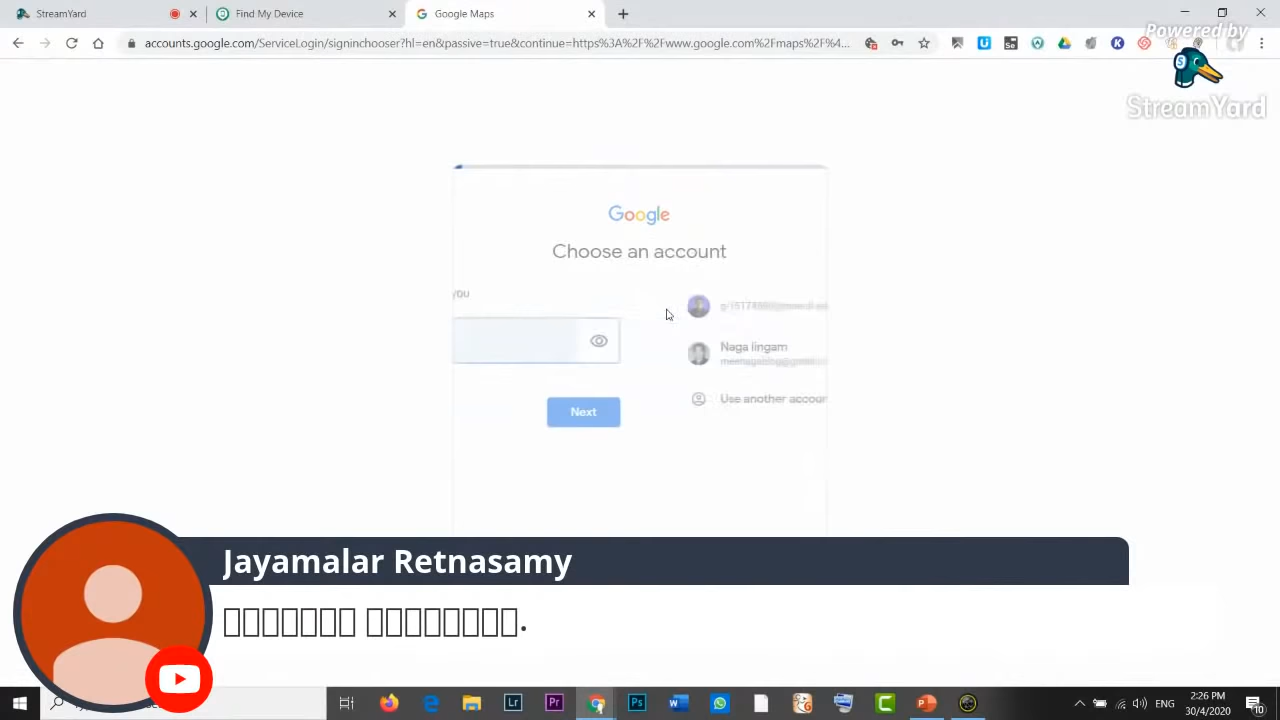 StreamYard
Find My Device
Google Maps
accounts.google.com/ServiceLogin/signinchooser?hl=en&passive
continue=https%3A%2F%2Fwww.google.com%2Fmaps%2F%4...
Powered by
StreamYard
Google
Choose an account
you
Naga lingam
Use another accoun
Next
Jayamalar Retnasamy
2:26 PM
ENG
30/4/2020